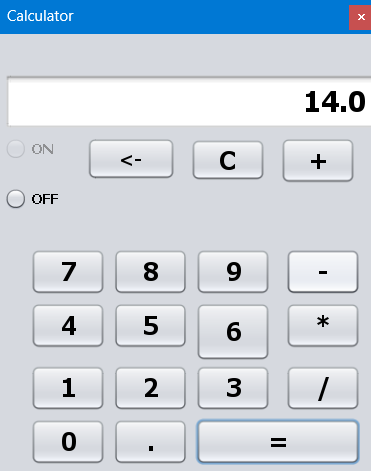 Calculator ×
14.0
ON
<- C +
OFF
7 8 9 -
4 5 6 *
1 2 3 /
0 . =